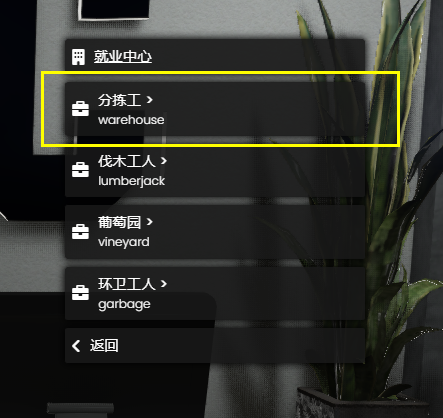 就业中心
分拣工 >
warehouse
伐木工人 >
lumberjack
葡萄园 >
vineyard
环卫工人 >
garbage
返回